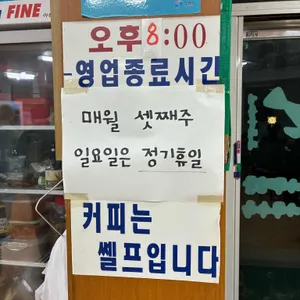 FINE
오후8:00
-영업종료시간
매월 셋째주
일요일은 정기휴일
커피는
쎌프입니다